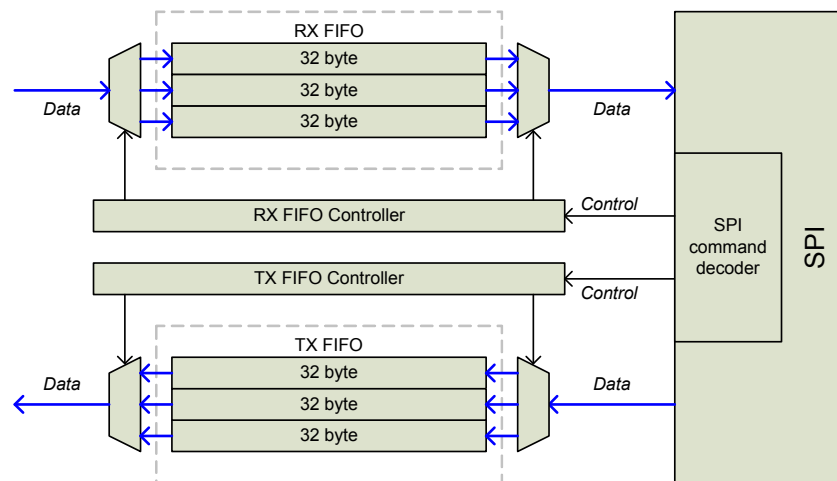 RX FIFO
32 byte
32 byte
32 byte
Data
Data
RX FIFO Controller
Control
SPI
command
decoder
SPI
TX FIFO Controller
Control
TX FIFO
32 byte
32 byte
32 byte
Data
Data